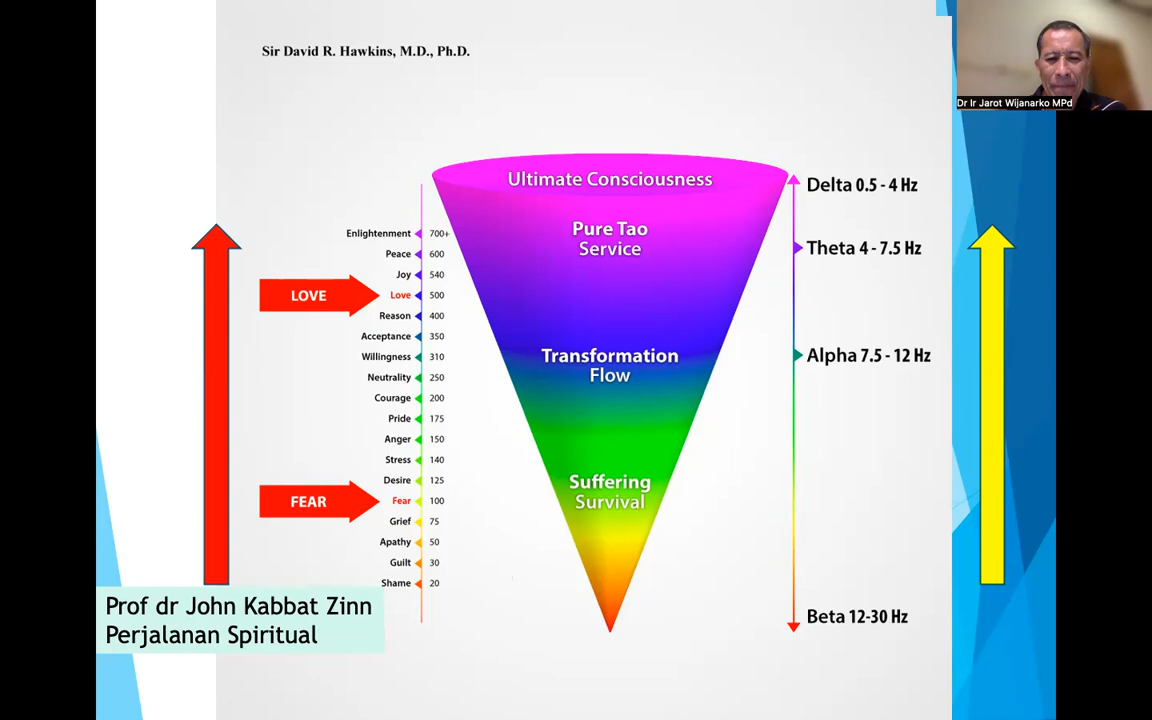 Sir David R. Hawkins, M.D., Ph.D.
Dr Ir Jarot Wijanarko MPd
Ultimate Consciousness
Delta 0.5 - 4 Hz
Pure Tao
Service
Enlightenment 700+
Theta 4 - 7.5 Hz
Peace 600
Joy 540
LOVE
Love 500
Reason 400
Acceptance 350
Transformation
Flow
Willingness 310
Alpha 7.5 - 12 Hz
Neutrality 250
Courage 200
Pride 175
Anger 150
Stress 140
Desire 125
Suffering
Survival
FEAR
Fear 100
Grief 75
Apathy 50
Guilt 30
Shame 20
Beta 12-30 Hz
Prof dr John Kabbat Zinn
Perjalanan Spiritual